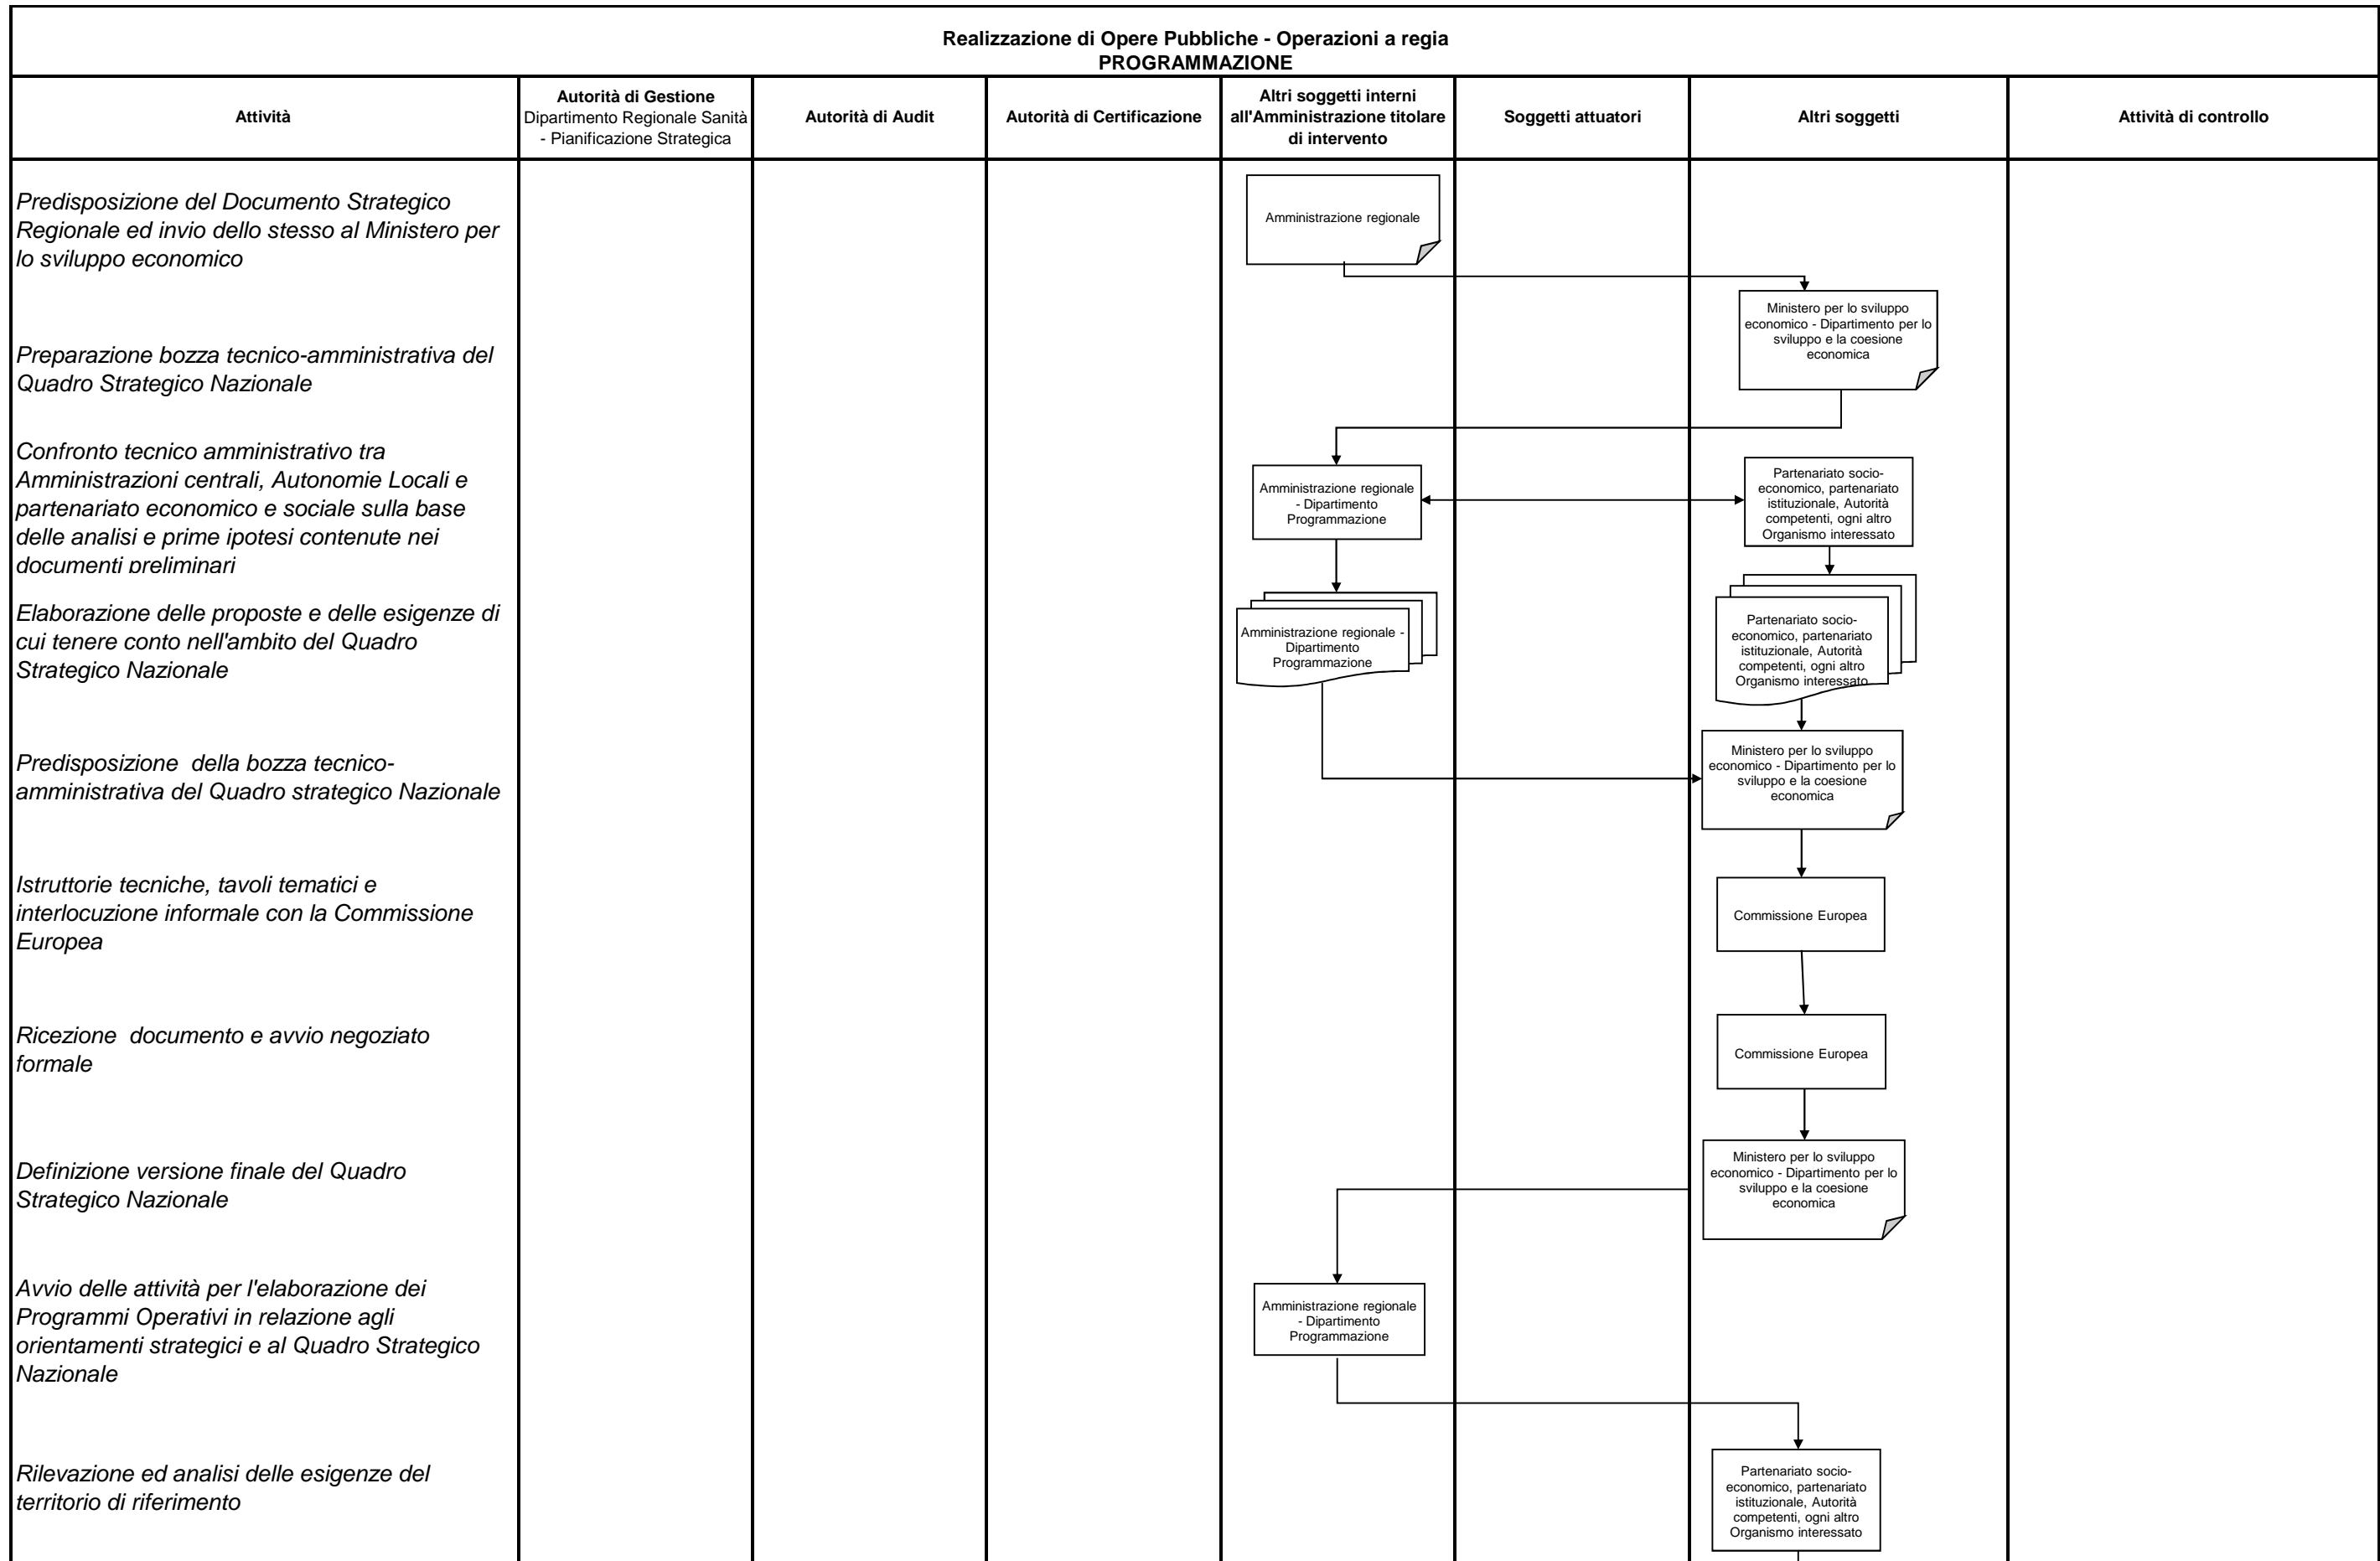 Realizzazione di Opere Pubbliche - Operazioni a regia
PROGRAMMAZIONE
Attività
Autorità di Gestione
Dipartimento Regionale Sanità
- Pianificazione Strategica
Autorità di Audit
Autorità di Certificazione
Altri soggetti interni
all'Amministrazione titolare
di intervento
Soggetti attuatori
Altri soggetti
Attività di controllo
Predisposizione del Documento Strategico
Regionale ed invio dello stesso al Ministero per
lo sviluppo economico
Amministrazione regionale
Ministero per lo sviluppo
economico - Dipartimento per lo
sviluppo e la coesione
economica
Preparazione bozza tecnico-amministrativa del
Quadro Strategico Nazionale
Confronto tecnico amministrativo tra
Amministrazioni centrali, Autonomie Locali e
partenariato economico e sociale sulla base
delle analisi e prime ipotesi contenute nei
documenti preliminari
Amministrazione regionale
- Dipartimento
Programmazione
Partenariato socio-
economico, partenariato
istituzionale, Autorità
competenti, ogni altro
Organismo interessato
Elaborazione delle proposte e delle esigenze di
cui tenere conto nell'ambito del Quadro
Strategico Nazionale
Amministrazione regionale -
Dipartimento
Programmazione
Partenariato socio-
economico, partenariato
istituzionale, Autorità
competenti, ogni altro
Organismo interessato
Predisposizione  della bozza tecnico-
amministrativa del Quadro strategico Nazionale
Ministero per lo sviluppo
economico - Dipartimento per lo
sviluppo e la coesione
economica
Istruttorie tecniche, tavoli tematici e
interlocuzione informale con la Commissione
Europea
Commissione Europea
Ricezione  documento e avvio negoziato
formale
Commissione Europea
Definizione versione finale del Quadro
Strategico Nazionale
Ministero per lo sviluppo
economico - Dipartimento per lo
sviluppo e la coesione
economica
Avvio delle attività per l'elaborazione dei
Programmi Operativi in relazione agli
orientamenti strategici e al Quadro Strategico
Nazionale
Amministrazione regionale
- Dipartimento
Programmazione
Rilevazione ed analisi delle esigenze del
territorio di riferimento
Partenariato socio-
economico, partenariato
istituzionale, Autorità
competenti, ogni altro
Organismo interessato